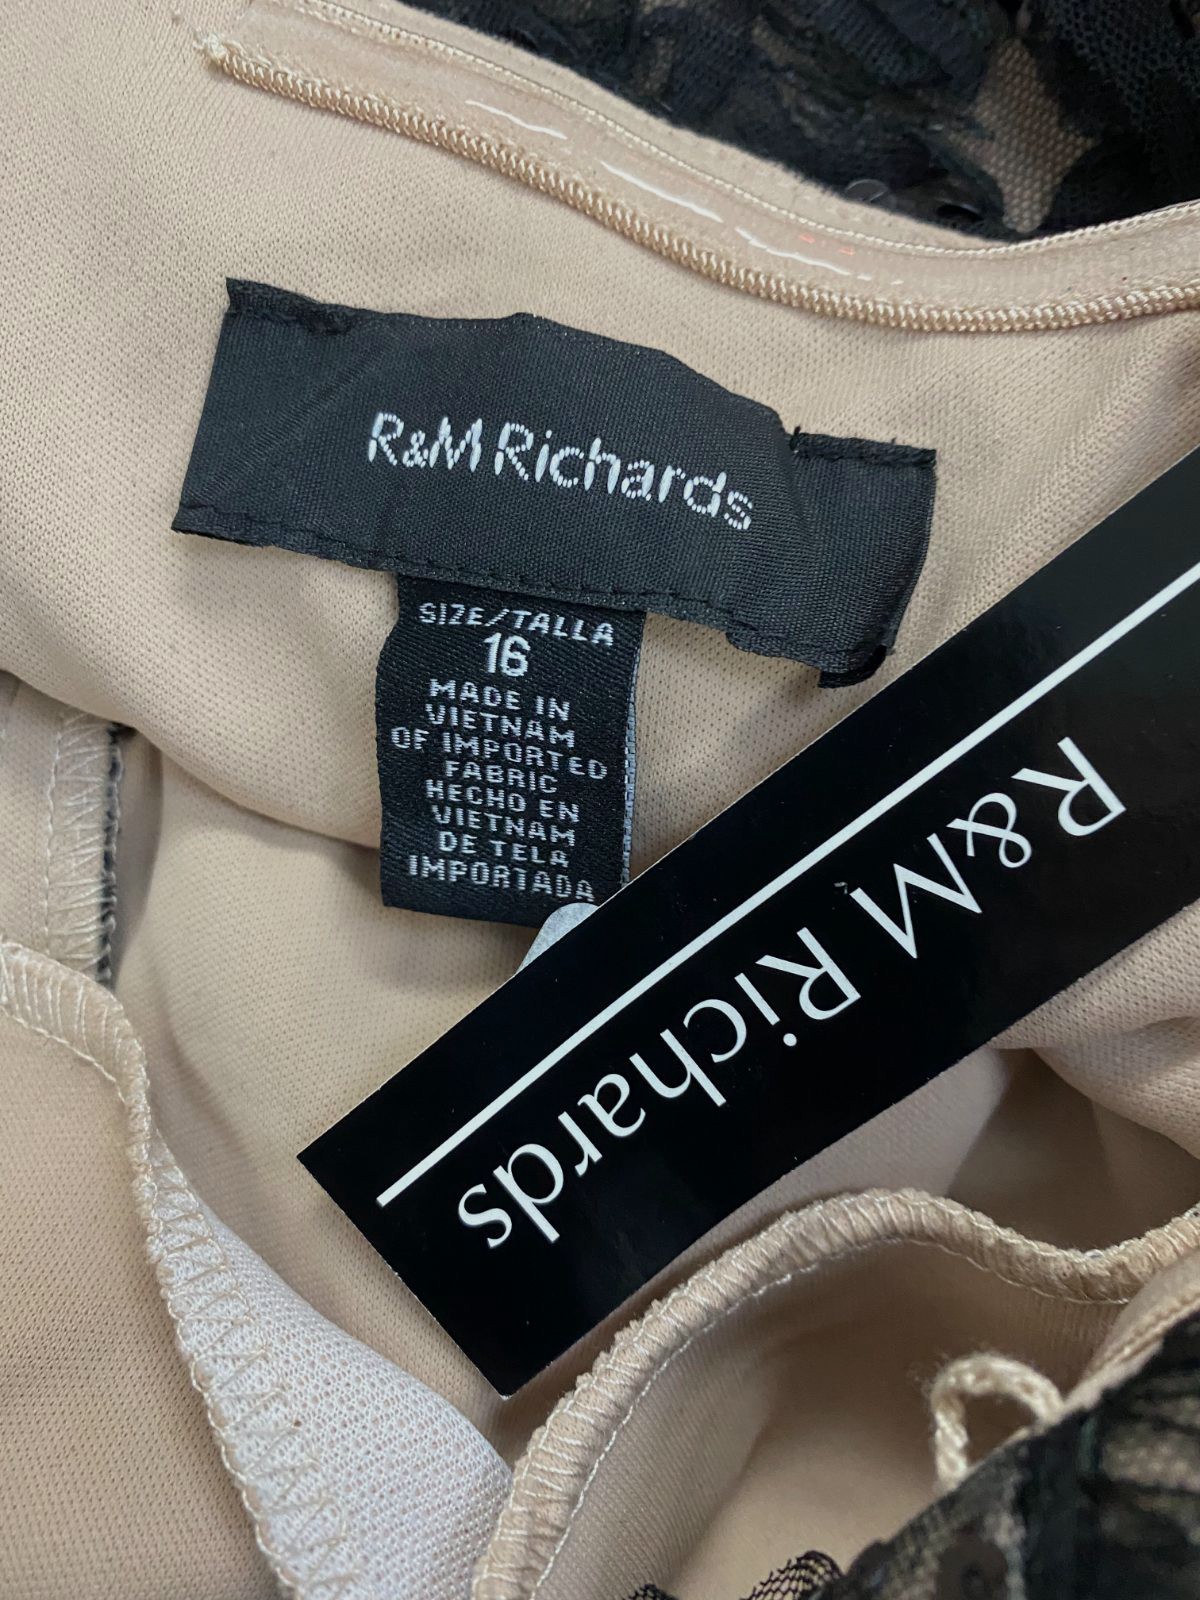 R&M Richards
SIZE/TALLA
16
MADE IN
VIETNAM
OF IMPORTED
FABRIC
HECHO EN
VIETNAM
DE TELA
IMPORTADA
R&M Richards